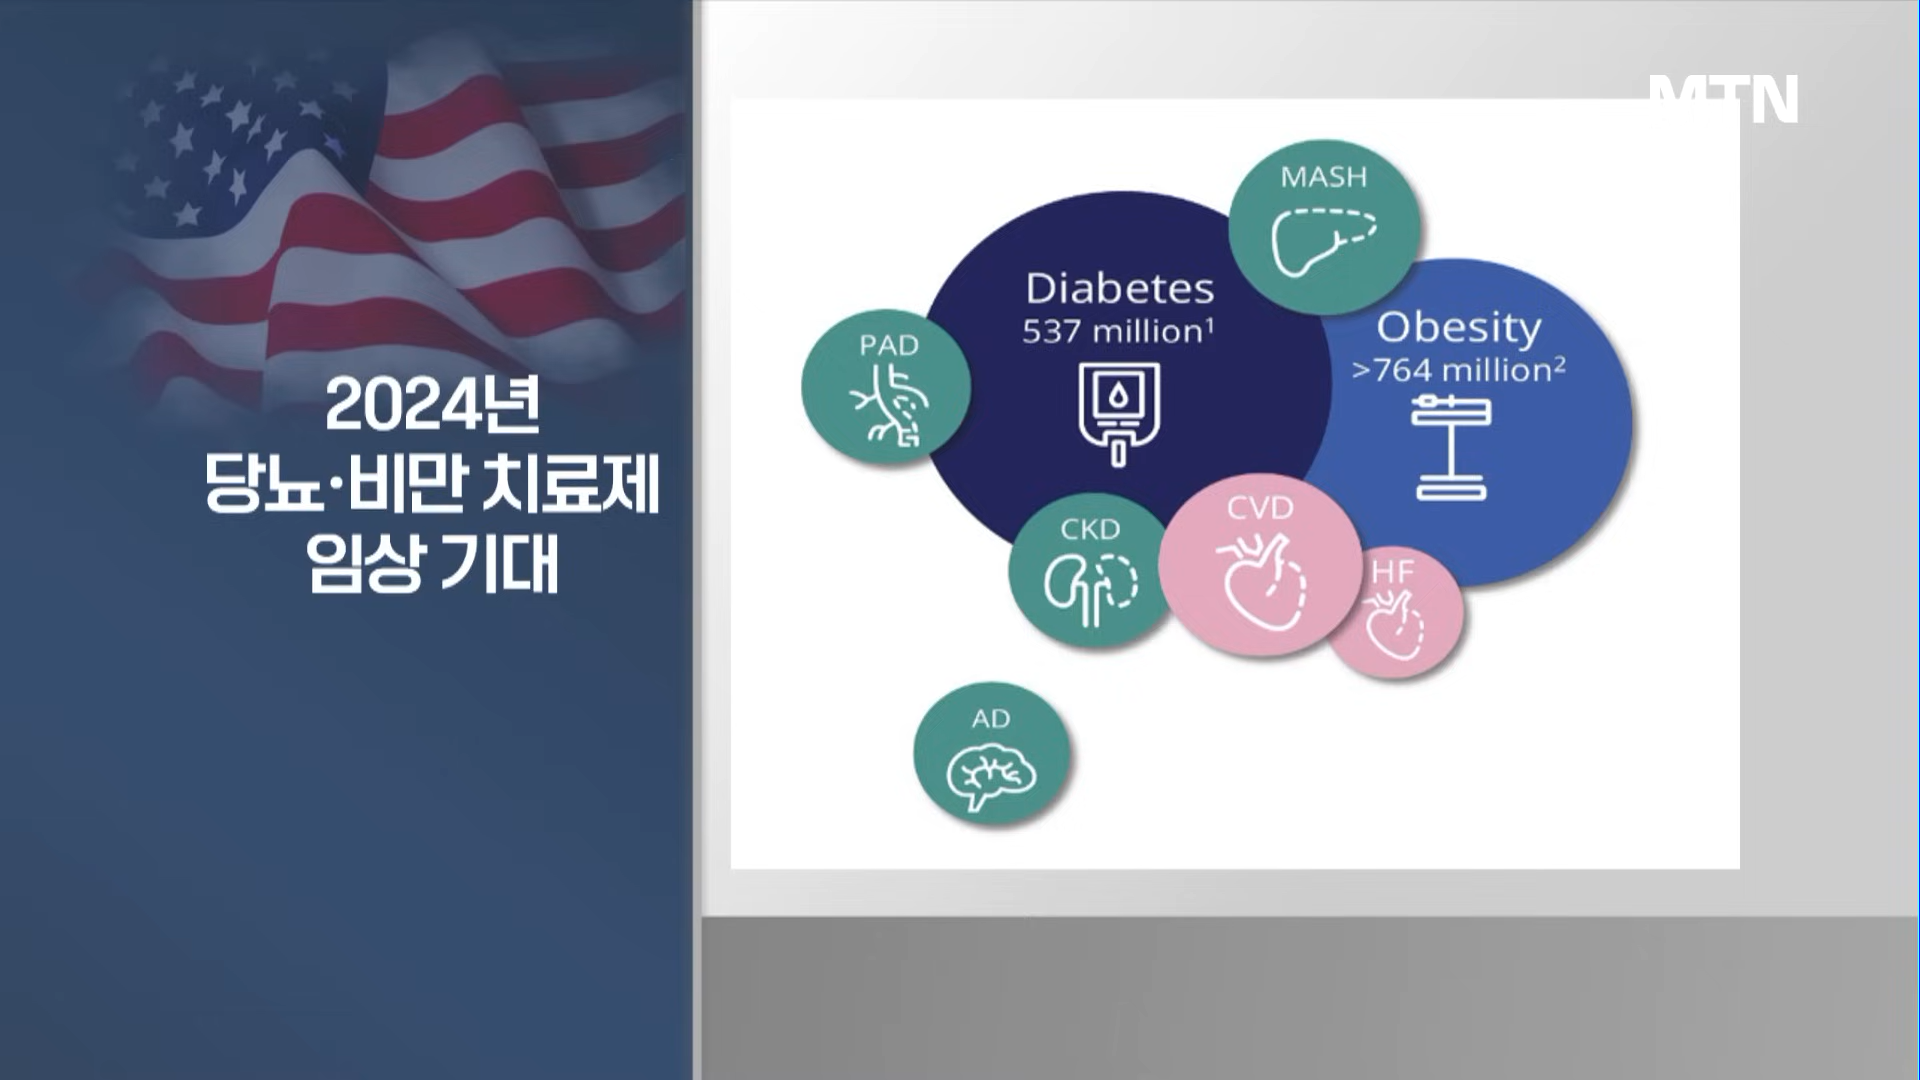 2024년
당뇨·비만 치료제
임상 기대
MTN
MASH
Diabetes
537 million¹
Obesity
>764 million²
PAD
CKD
CVD
HF
AD